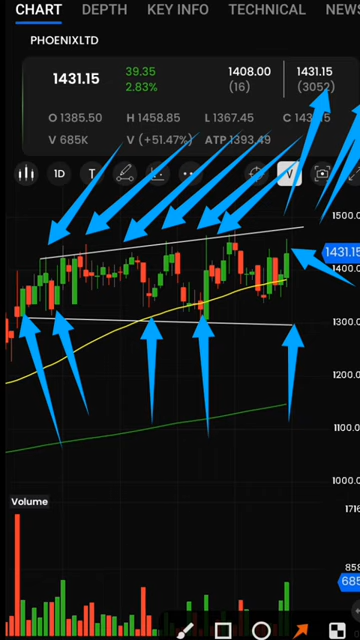 CHART DEPTH KEY INFO TECHNICAL NEWS
PHOENIXLTD
1431.15 39.35 1408.00 1431.15
2.83% (16) (3052)
O 1385.50 H 1458.85 L 1367.45
V 685K V (+51.47%) ATP 1393.49
1D T V
1500.0
1431.15
1400.0
1300.0
1200.0
1100.0
1000.0
Volume
1716
858
685